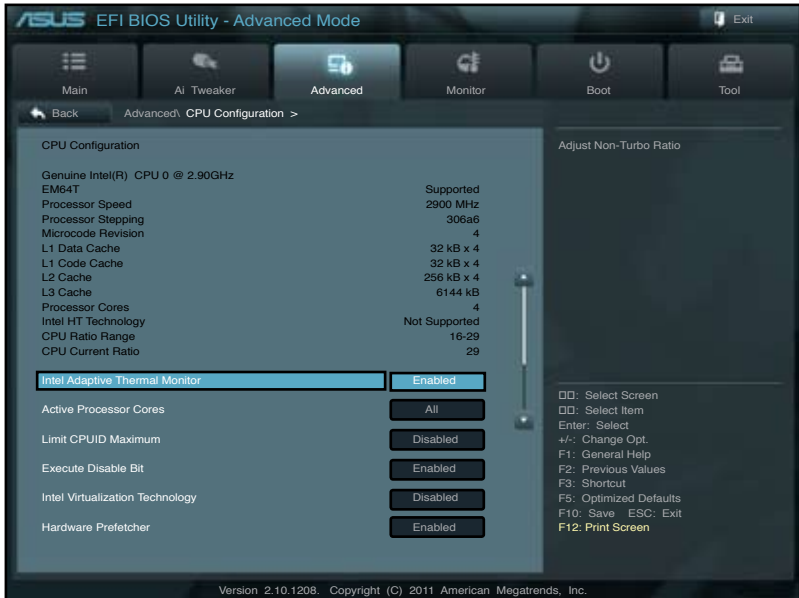 ASUS EFI BIOS Utility - Advanced Mode
Exit
Main
Ai Tweaker
Advanced
Monitor
Boot
Tool
Back
Advanced\ CPU Configuration >
CPU Configuration
Adjust Non-Turbo Ratio
Genuine Intel(R) CPU 0 @ 2.90GHz
EM64T Supported
Processor Speed 2900 MHz
Processor Stepping 306a6
Microcode Revision 4
L1 Data Cache 32 kB x 4
L1 Code Cache 32 kB x 4
L2 Cache 256 kB x 4
L3 Cache 6144 kB
Processor Cores 4
Intel HT Technology Not Supported
CPU Ratio Range 16-29
CPU Current Ratio 29
Intel Adaptive Thermal Monitor Enabled
Active Processor Cores All
Limit CPUID Maximum Disabled
Execute Disable Bit Enabled
Intel Virtualization Technology Disabled
Hardware Prefetcher Enabled
□□: Select Screen
□□: Select Item
Enter: Select
+/-: Change Opt.
F1: General Help
F2: Previous Values
F3: Shortcut
F5: Optimized Defaults
F10: Save ESC: Exit
F12: Print Screen
Version 2.10.1208. Copyright (C) 2011 American Megatrends, Inc.